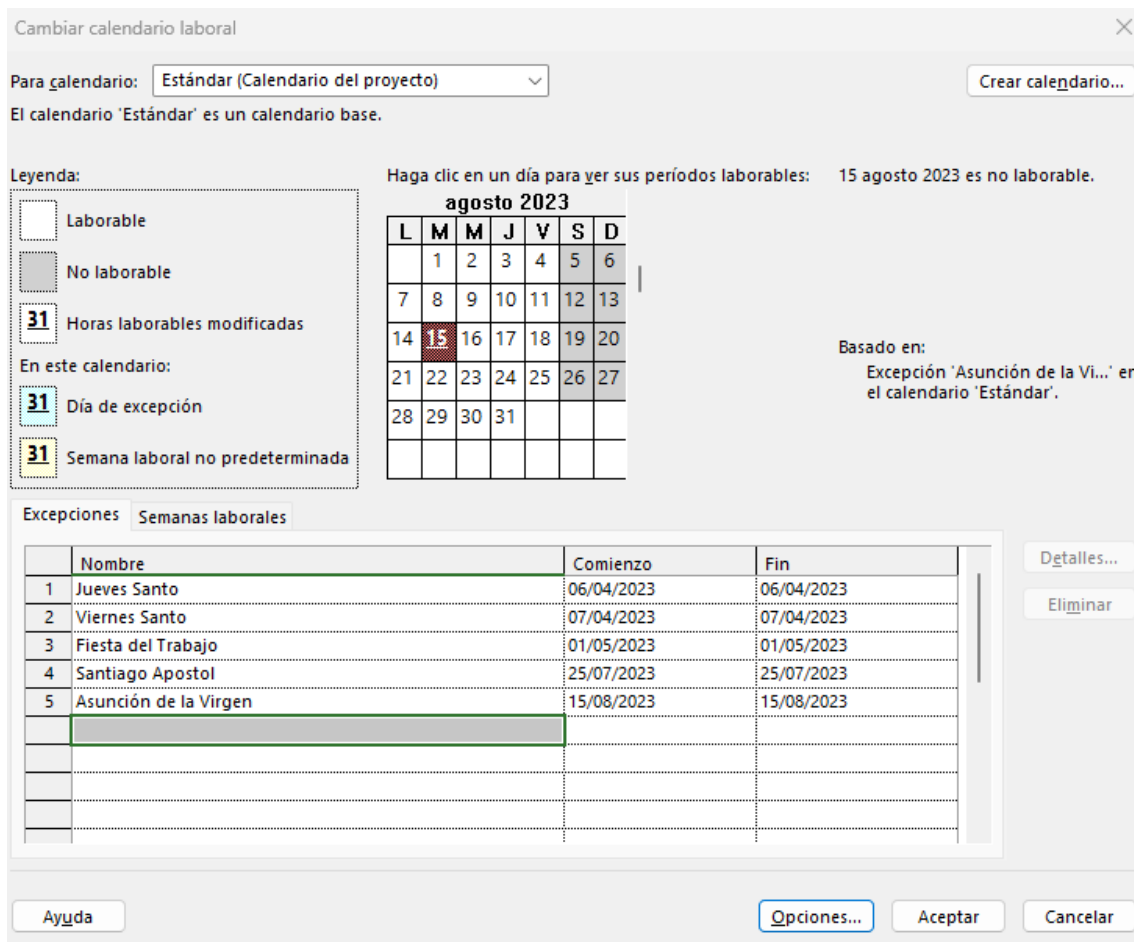 Cambiar calendario laboral
Para calendario: Estándar (Calendario del proyecto) Crear calendario...
El calendario 'Estándar' es un calendario base.
Leyenda: Haga clic en un día para ver sus períodos laborables: 15 agosto 2023 es no laborable.
Laborable
No laborable
31 Horas laborables modificadas
En este calendario:
31 Día de excepción
31 Semana laboral no predeterminada
agosto 2023
L M M J V S D
1 2 3 4 5 6
7 8 9 10 11 12 13
14 15 16 17 18 19 20
21 22 23 24 25 26 27
28 29 30 31
Basado en:
Excepción 'Asunción de la Vi...' en
el calendario 'Estándar'.
Excepciones Semanas laborales
Nombre Comienzo Fin
1 Jueves Santo 06/04/2023 06/04/2023
2 Viernes Santo 07/04/2023 07/04/2023
3 Fiesta del Trabajo 01/05/2023 01/05/2023
4 Santiago Apostol 25/07/2023 25/07/2023
5 Asunción de la Virgen 15/08/2023 15/08/2023
Detalles...
Eliminar
Ayuda Opciones... Aceptar Cancelar